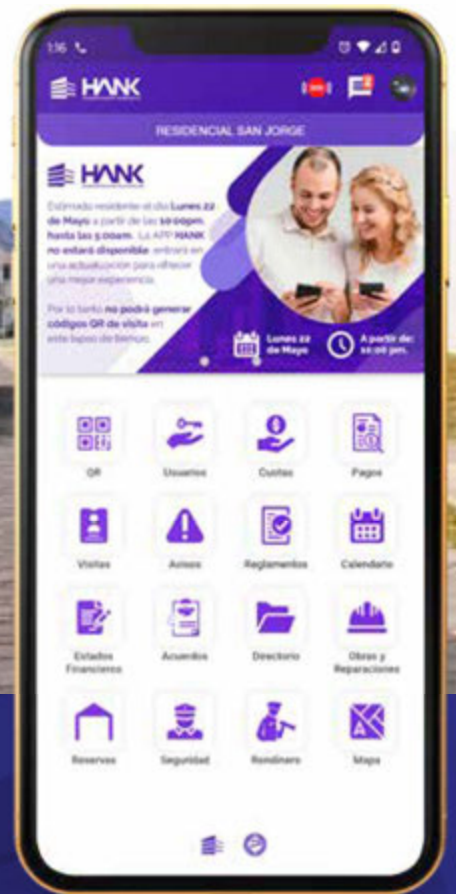 1:16
HANK
RESIDENCIAL SAN JORGE
HANK
Estimado residente el día Lunes 22
de Mayo a partir de las 10:00pm.
hasta las 5:00am. La APP HANK
no estará disponible, entrará en
una actualización para ofrecer
una mejor experiencia.
Por lo tanto no podrá generar
códigos QR de visita en
este lapso de tiempo.
Lunes 22
de Mayo
A partir de:
10:00 pm.
QR
Usuarios
Cuotas
Pagos
Visitas
Avisos
Reglamentos
Calendario
Estados
Financieros
Acuerdos
Directorio
Obras y
Reparaciones
Reservas
Seguridad
Rondinero
Mapa